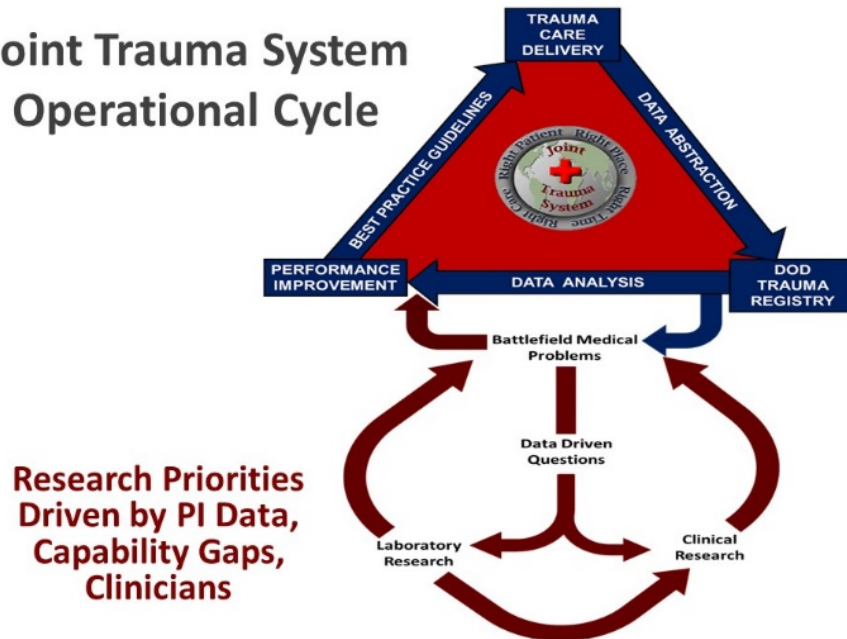 oint Trauma System
Operational Cycle
TRAUMA
CARE
DELIVERY
BEST PRACTICE GUIDELINES
DATA ABSTRACTION
Right Patient Right Place
Right Care Right Time
Joint
Trauma
System
PERFORMANCE
IMPROVEMENT
DATA ANALYSIS
DOD
TRAUMA
REGISTRY
Battlefield Medical
Problems
Data Driven
Questions
Laboratory
Research
Clinical
Research
Research Priorities
Driven by PI Data,
Capability Gaps,
Clinicians